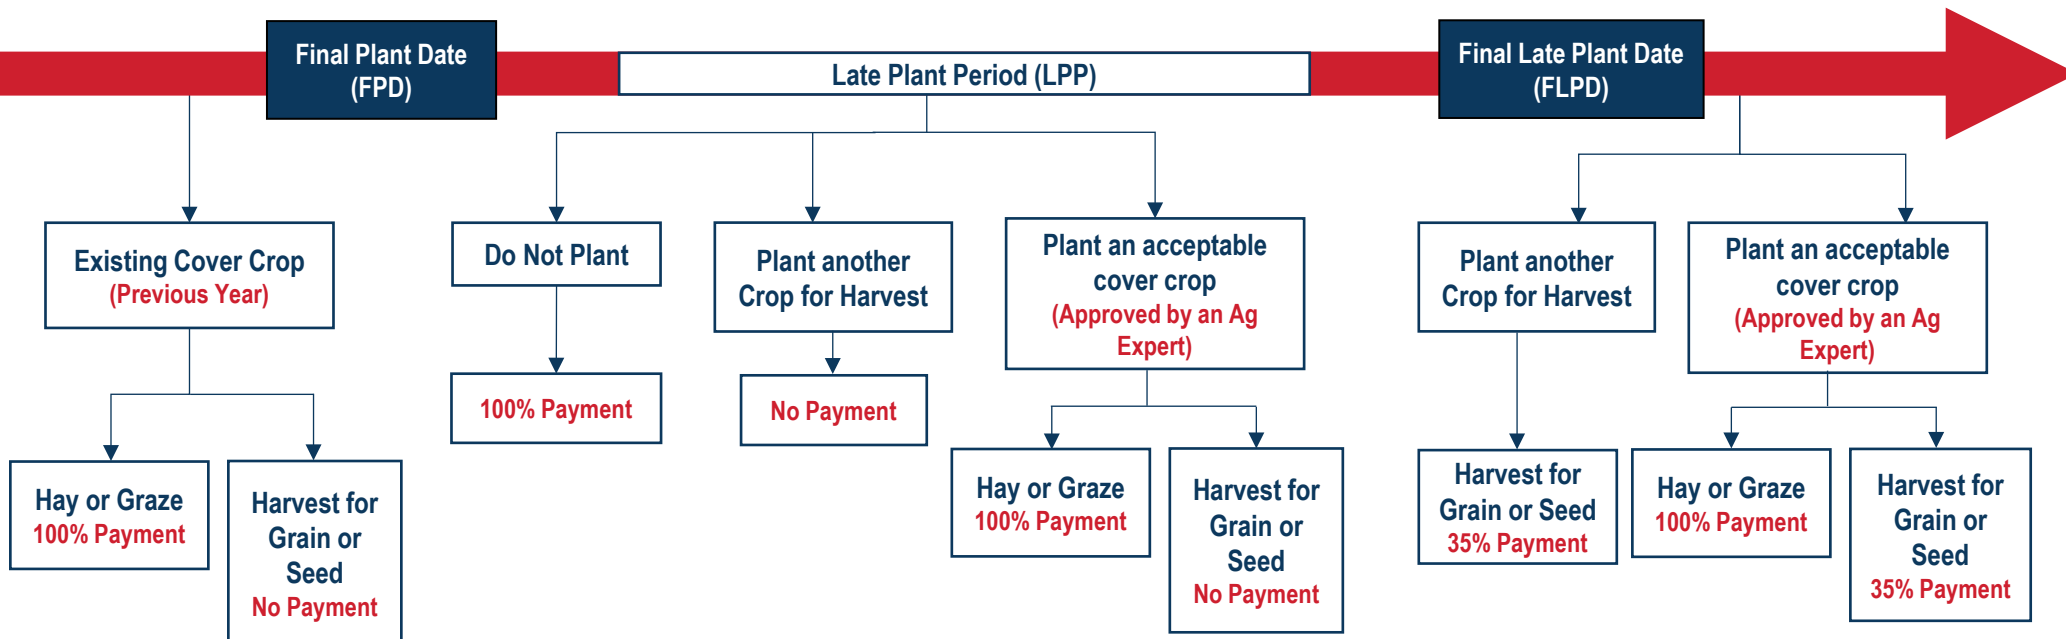 Final Plant Date
(FPD)
Late Plant Period (LPP)
Final Late Plant Date
(FLPD)
Existing Cover Crop
(Previous Year)
Hay or Graze
100% Payment
Harvest for
Grain or
Seed
No Payment
Do Not Plant
100% Payment
Plant another
Crop for Harvest
No Payment
Plant an acceptable
cover crop
(Approved by an Ag
Expert)
Hay or Graze
100% Payment
Harvest for
Grain or
Seed
No Payment
Plant another
Crop for Harvest
Harvest for
Grain or Seed
35% Payment
Plant an acceptable
cover crop
(Approved by an Ag
Expert)
Hay or Graze
100% Payment
Harvest for
Grain or
Seed
35% Payment